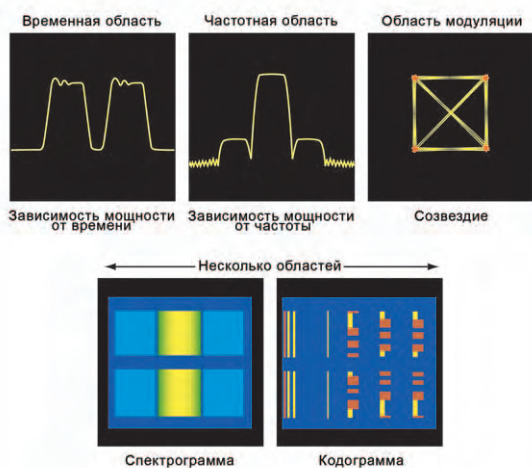 Временная область
Частотная область
Область модуляции
Зависимость мощности
от времени
Зависимость мощности
от частоты
Созвездие
Несколько областей
Спектрограмма
Кодограмма